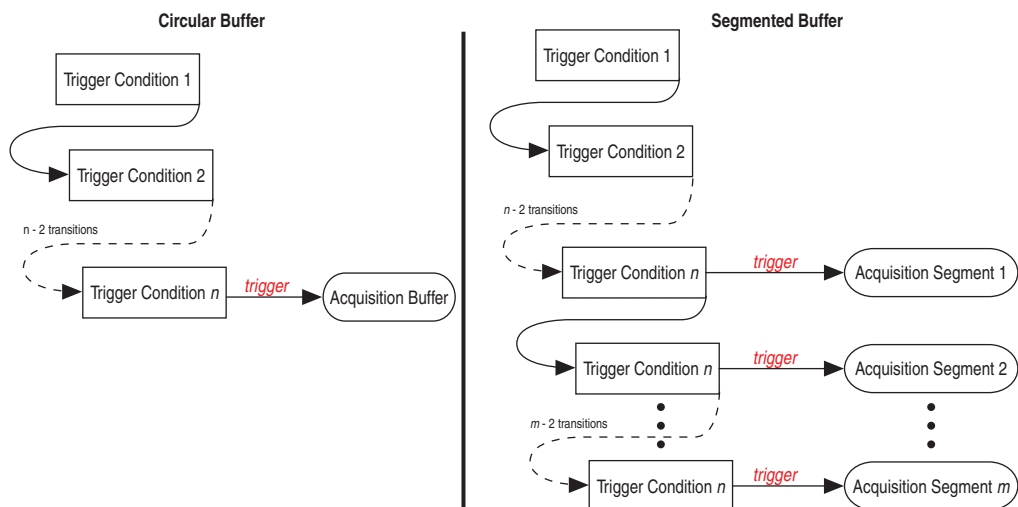 Circular Buffer
Trigger Condition 1
Trigger Condition 2
n - 2 transitions
Trigger Condition n
trigger
Acquisition Buffer
Segmented Buffer
Trigger Condition 1
Trigger Condition 2
n - 2 transitions
Trigger Condition n
trigger
Acquisition Segment 1
Trigger Condition n
trigger
Acquisition Segment 2
m - 2 transitions
Trigger Condition n
trigger
Acquisition Segment m